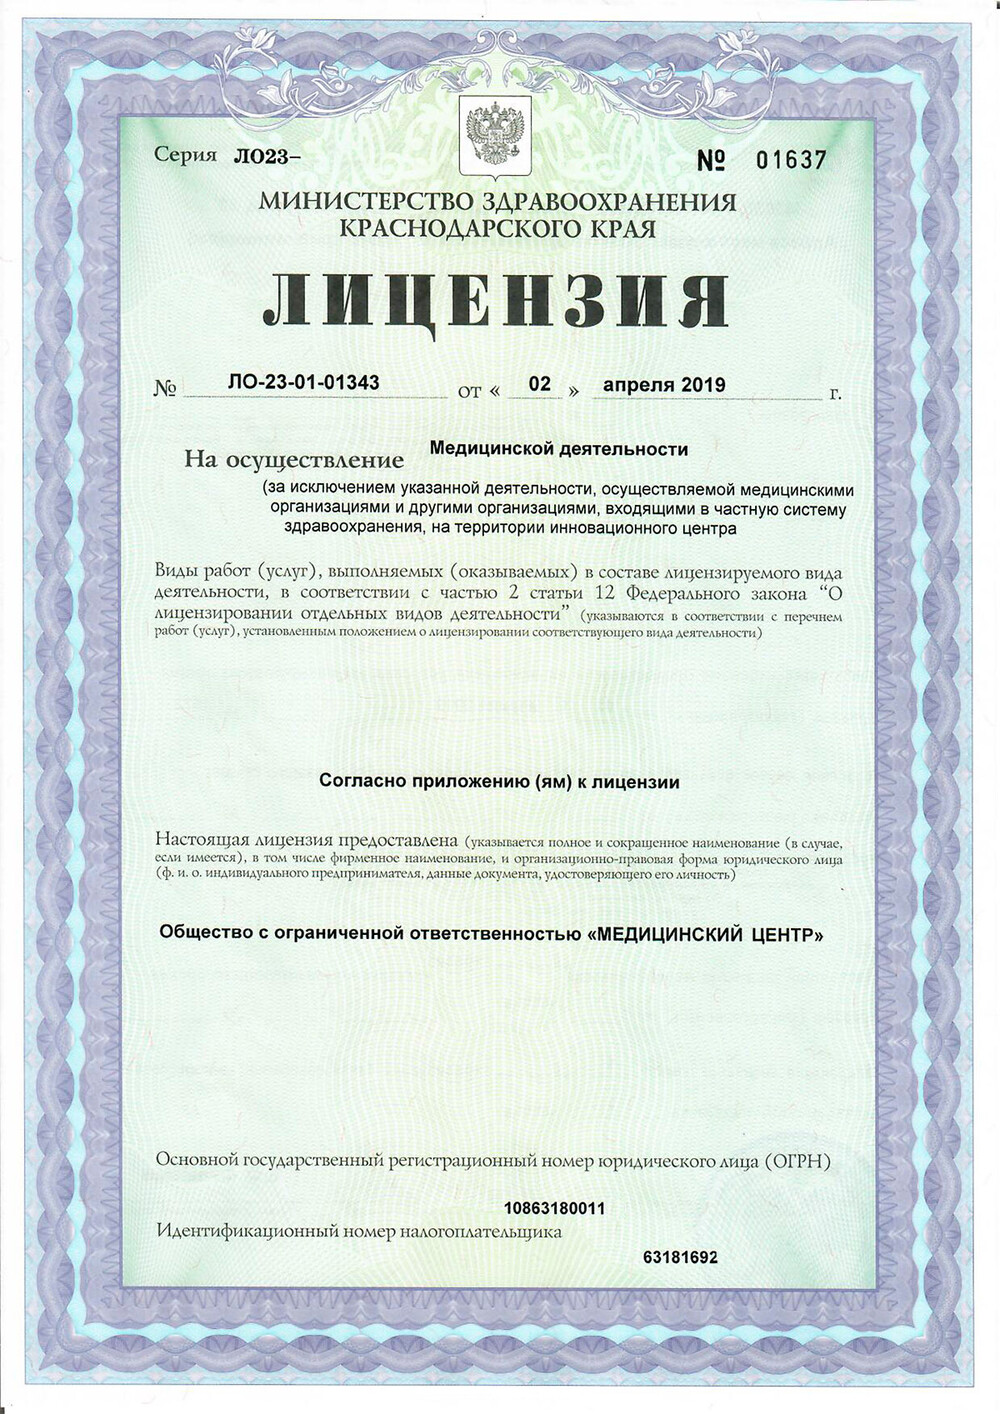 Серия ЛО23– № 01637
МИНИСТЕРСТВО ЗДРАВООХРАНЕНИЯ
КРАСНОДАРСКОГО КРАЯ
ЛИЦЕНЗИЯ
№ ЛО-23-01-01343 от « 02 » апреля 2019 г.
На осуществление Медицинской деятельности
(за исключением указанной деятельности, осуществляемой медицинскими
организациями и другими организациями, входящими в частную систему
здравоохранения, на территории инновационного центра
Виды работ (услуг), выполняемых (оказываемых) в составе лицензируемого вида
деятельности, в соответствии с частью 2 статьи 12 Федерального закона “О
лицензировании отдельных видов деятельности” (указываются в соответствии с перечнем
работ (услуг), установленным положением о лицензировании соответствующего вида деятельности)
Согласно приложению (ям) к лицензии
Настоящая лицензия предоставлена (указывается полное и сокращенное наименование (в случае,
если имеется), в том числе фирменное наименование, и организационно-правовая форма юридического лица
(ф. и. о. индивидуального предпринимателя, данные документа, удостоверяющего его личность)
Общество с ограниченной ответственностью «МЕДИЦИНСКИЙ ЦЕНТР»
Основной государственный регистрационный номер юридического лица (ОГРН)
10863180011
Идентификационный номер налогоплательщика
63181692